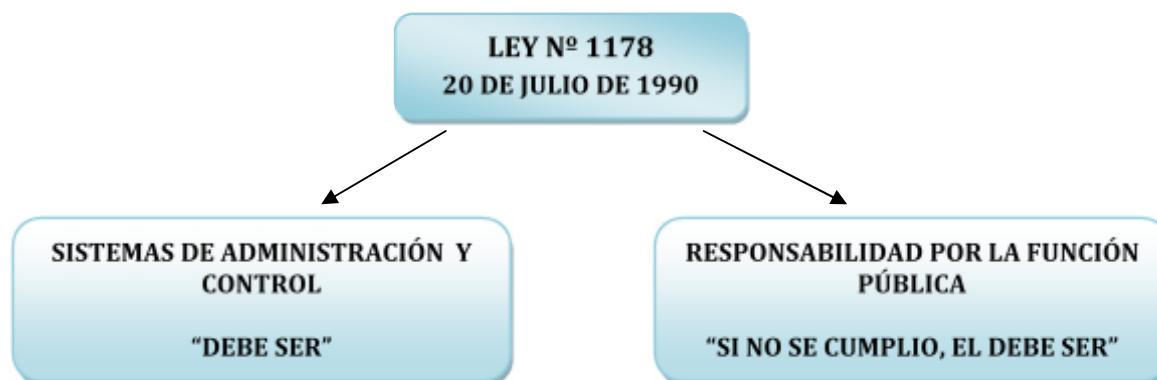 LEY Nº 1178
20 DE JULIO DE 1990
SISTEMAS DE ADMINISTRACIÓN Y
CONTROL
“DEBE SER”
RESPONSABILIDAD POR LA FUNCIÓN
PÚBLICA
“SI NO SE CUMPLIO, EL DEBE SER”